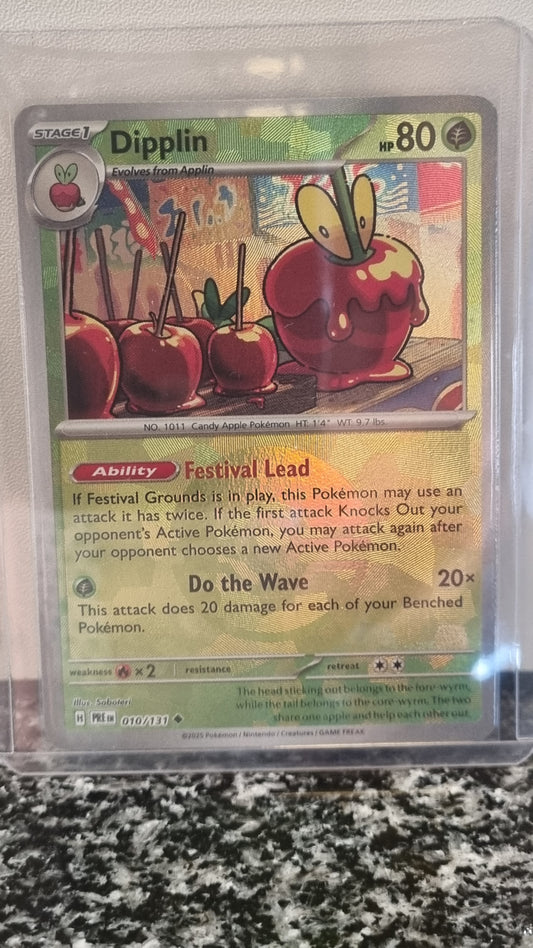 STAGE 1 Dipplin HP 80
Evolves from Applin
NO. 1011 Candy Apple Pokémon HT: 1'4" WT: 9.7 lbs
Ability Festival Lead
If Festival Grounds is in play, this Pokémon may use an
attack it has twice. If the first attack Knocks Out your
opponent's Active Pokémon, you may attack again after
your opponent chooses a new Active Pokémon.
Do the Wave 20×
This attack does 20 damage for each of your Benched
Pokémon.
weakness ×2 resistance retreat
Illus. Saboteri
The head sticking out belongs to the fore-wyrm,
while the tail belongs to the core-wyrm. The two
share one apple and help each other out.
H PRE EN 010/131
©2025 Pokémon / Nintendo / Creatures / GAME FREAK